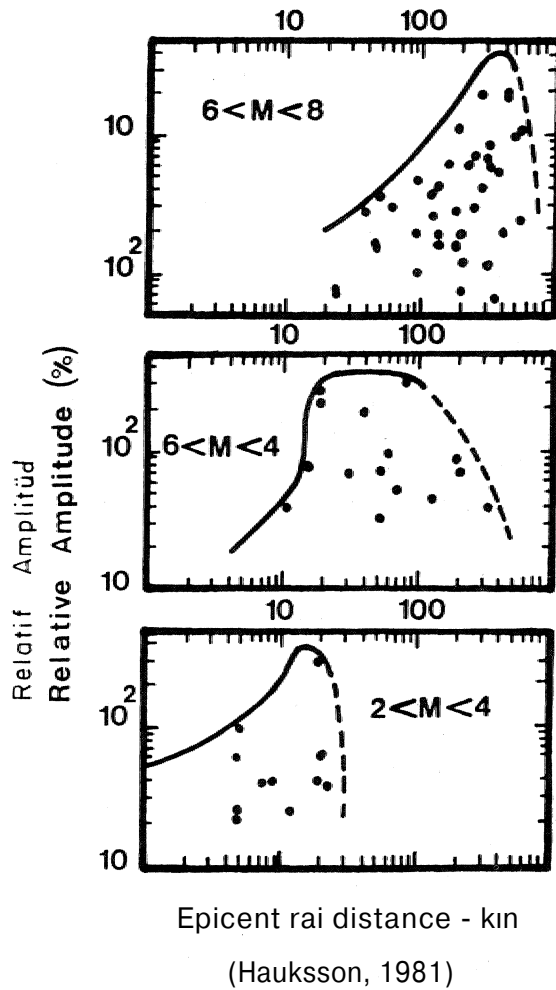 10 100
6<M<8
10
10²
10 100
6<M<4
10²
10
10 100
2<M<4
10²
10
Relatif Amplitüd
Relative Amplitude (%)
Epicent rai distance - kın
(Hauksson, 1981)